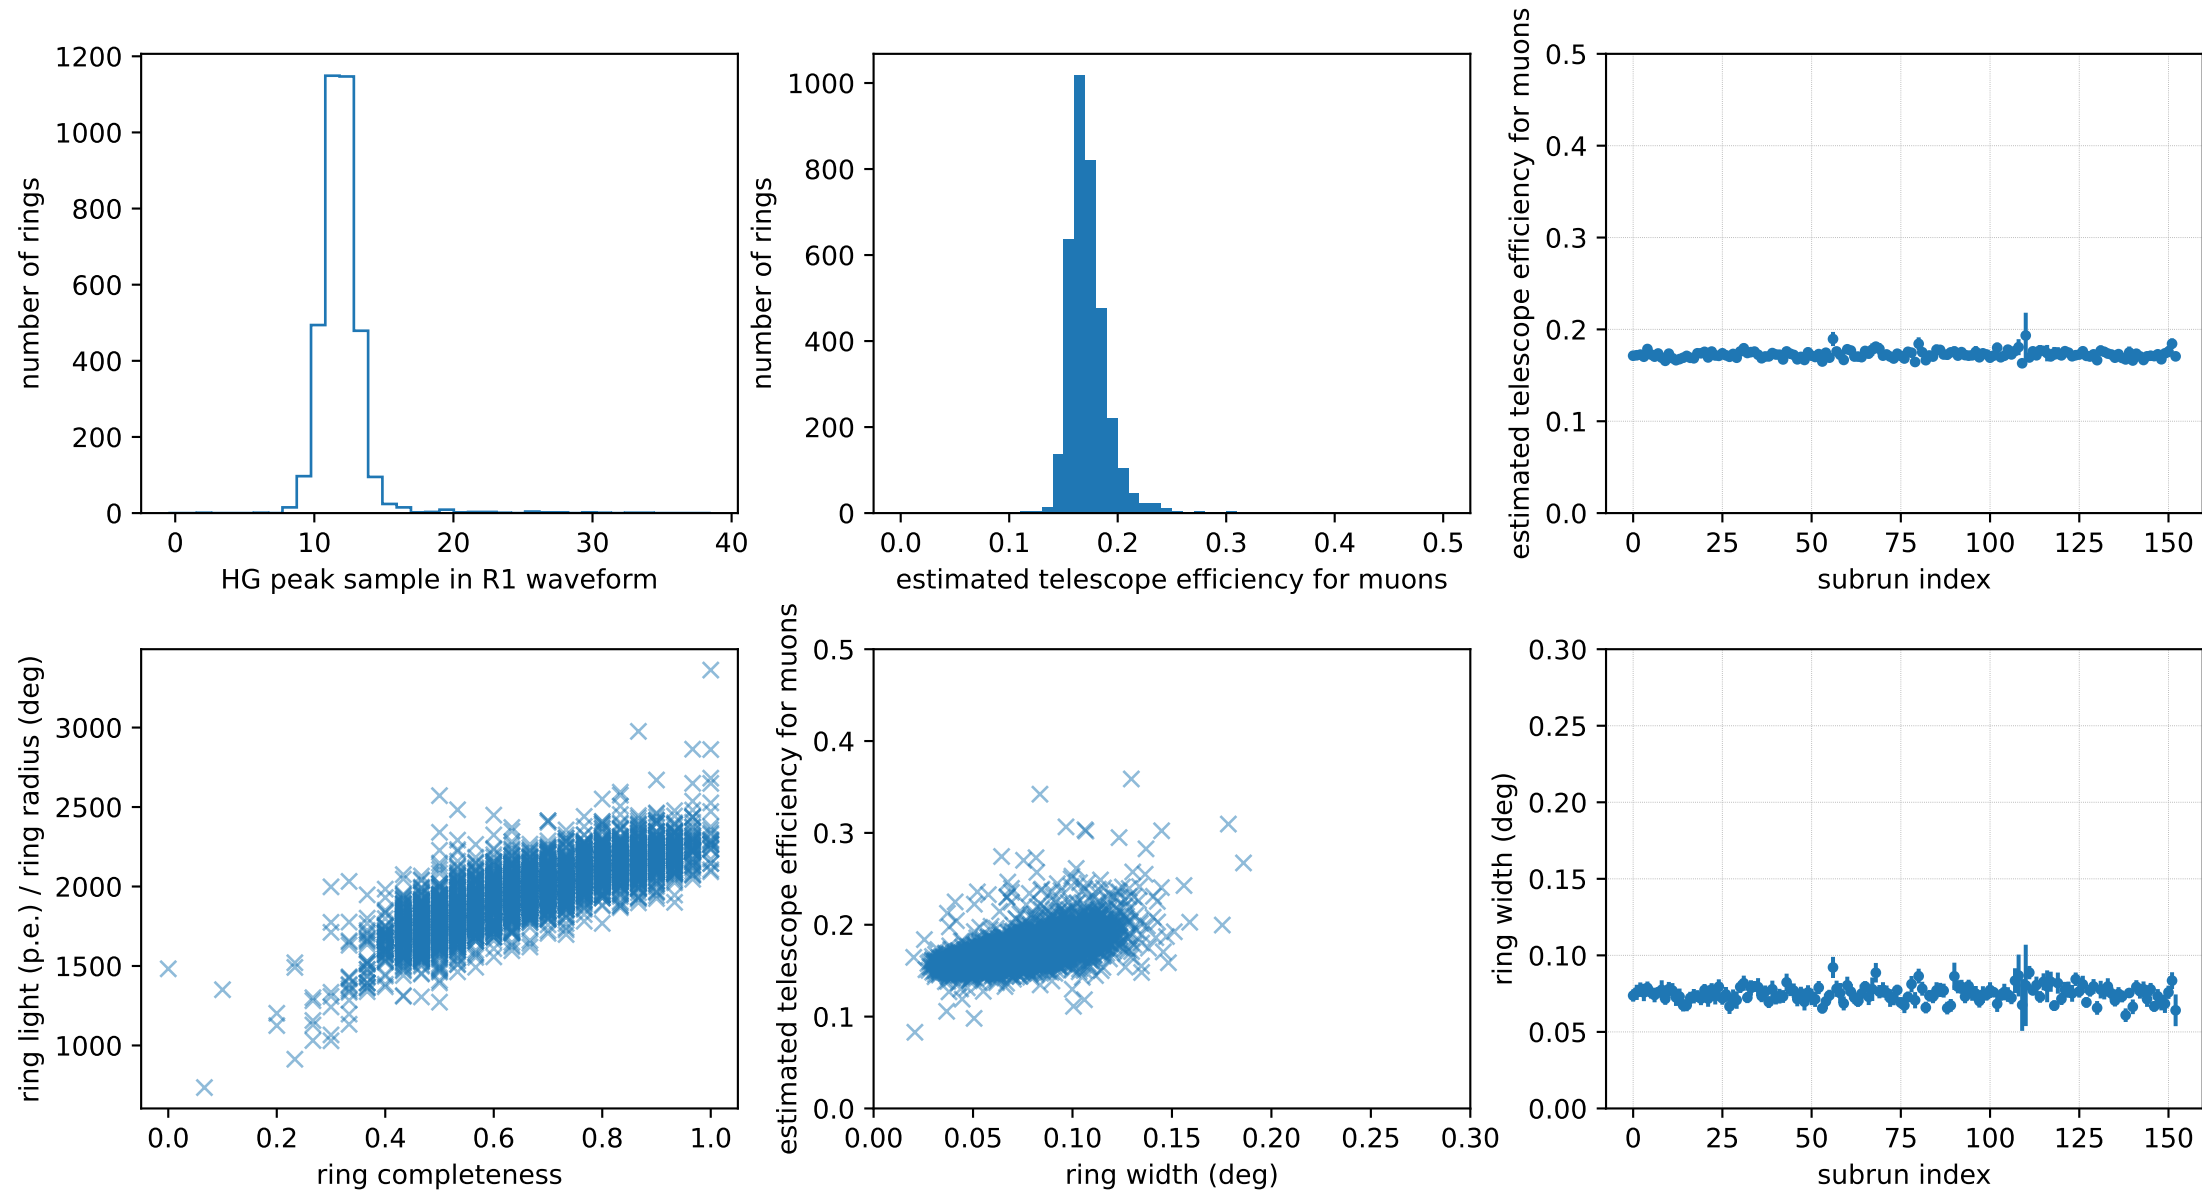 1200
1000
800
600
400
200
0
number of rings
0 10 20 30 40
HG peak sample in R1 waveform
1000
800
600
400
200
0
number of rings
0.0 0.1 0.2 0.3 0.4 0.5
estimated telescope efficiency for muons
0.5
0.4
0.3
0.2
0.1
0.0
estimated telescope efficiency for muons
0 25 50 75 100 125 150
subrun index
3000
2500
2000
1500
1000
ring light (p.e.) / ring radius (deg)
0.0 0.2 0.4 0.6 0.8 1.0
ring completeness
0.5
0.4
0.3
0.2
0.1
0.0
estimated telescope efficiency for muons
0.00 0.05 0.10 0.15 0.20 0.25 0.30
ring width (deg)
0.30
0.25
0.20
0.15
0.10
0.05
0.00
ring width (deg)
0 25 50 75 100 125 150
subrun index